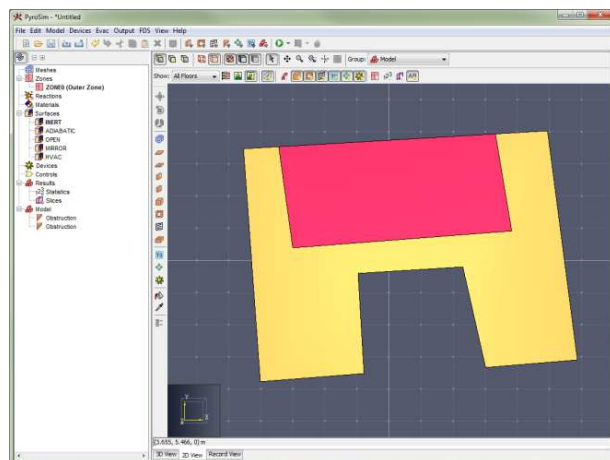 PyroSim - *Untitled
File Edit Model Devices Evac Output FDS View Help
Group: Model
Show: All Floors
Meshes
Zones
ZONE0 (Outer Zone)
Reactions
Materials
Surfaces
INERT
ADIABATIC
OPEN
MIRROR
HVAC
Devices
Controls
Results
Statistics
Slices
Model
Obstruction
Obstruction
Y
X
Z
(3.635, 5.466, 0) m
3D View 2D View Record View